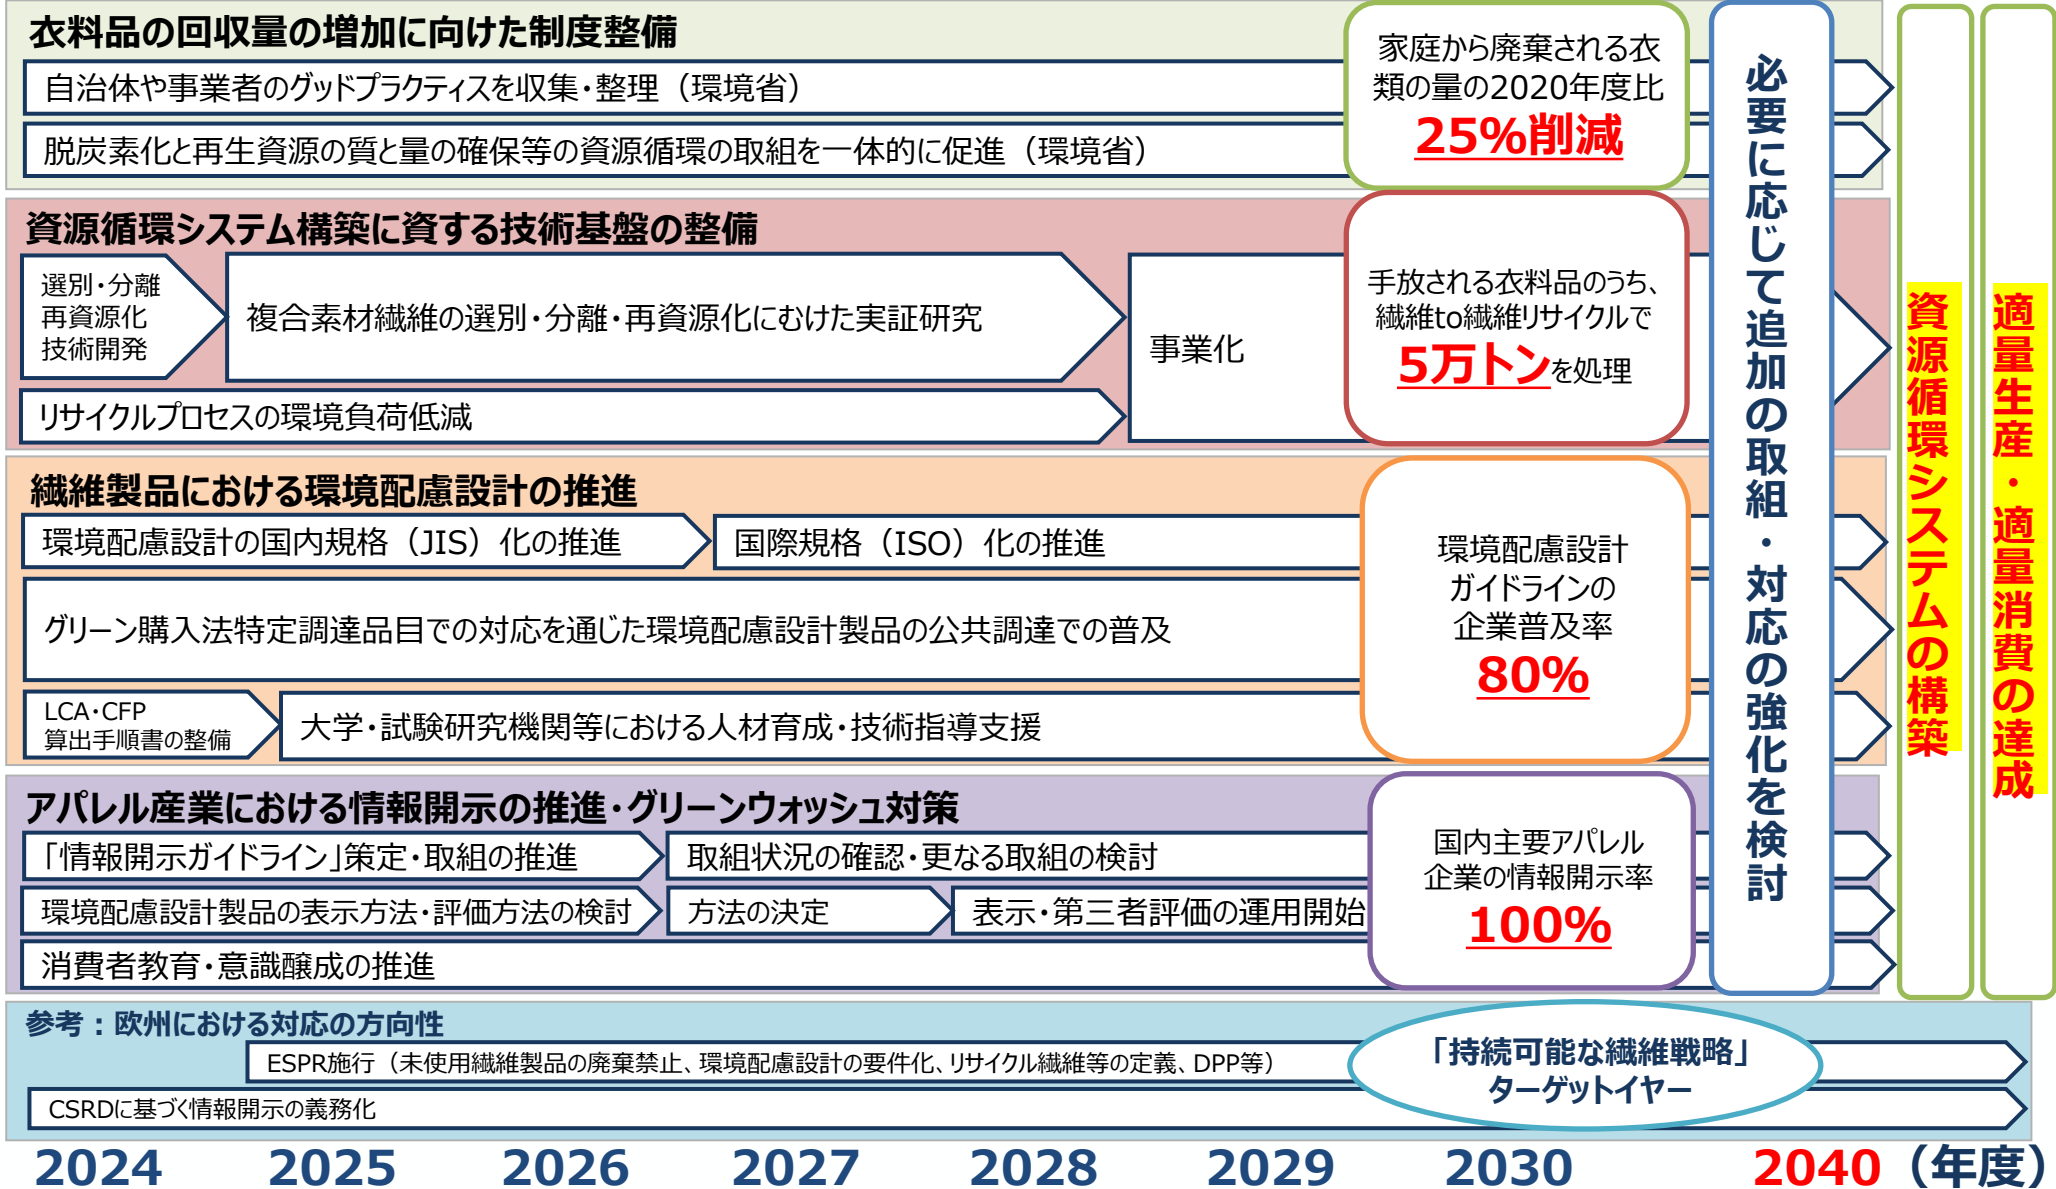 衣料品の回収量の増加に向けた制度整備
自治体や事業者のグッドプラクティスを収集・整理（環境省）
脱炭素化と再生資源の質と量の確保等の資源循環の取組を一体的に促進（環境省）
家庭から廃棄される衣
類の量の2020年度比
25%削減
資源循環システム構築に資する技術基盤の整備
選別・分離
再資源化
技術開発
複合素材繊維の選別・分離・再資源化にむけた実証研究
リサイクルプロセスの環境負荷低減
事業化
手放される衣料品のうち、
繊維to繊維リサイクルで
5万トンを処理
繊維製品における環境配慮設計の推進
環境配慮設計の国内規格（JIS）化の推進
国際規格（ISO）化の推進
グリーン購入法特定調達品目での対応を通じた環境配慮設計製品の公共調達での普及
LCA・CFP
算出手順書の整備
大学・試験研究機関等における人材育成・技術指導支援
環境配慮設計
ガイドラインの
企業普及率
80%
アパレル産業における情報開示の推進・グリーンウォッシュ対策
「情報開示ガイドライン」策定・取組の推進
取組状況の確認・更なる取組の検討
環境配慮設計製品の表示方法・評価方法の検討
方法の決定
表示・第三者評価の運用開始
消費者教育・意識醸成の推進
国内主要アパレル
企業の情報開示率
100%
必要に応じて追加の取組・対応の強化を検討
資源循環システムの構築
適量生産・適量消費の達成
参考：欧州における対応の方向性
ESPR施行（未使用繊維製品の廃棄禁止、環境配慮設計の要件化、リサイクル繊維等の定義、DPP等）
CSRDに基づく情報開示の義務化
「持続可能な繊維戦略」
ターゲットイヤー
2024 2025 2026 2027 2028 2029 2030 2040（年度）